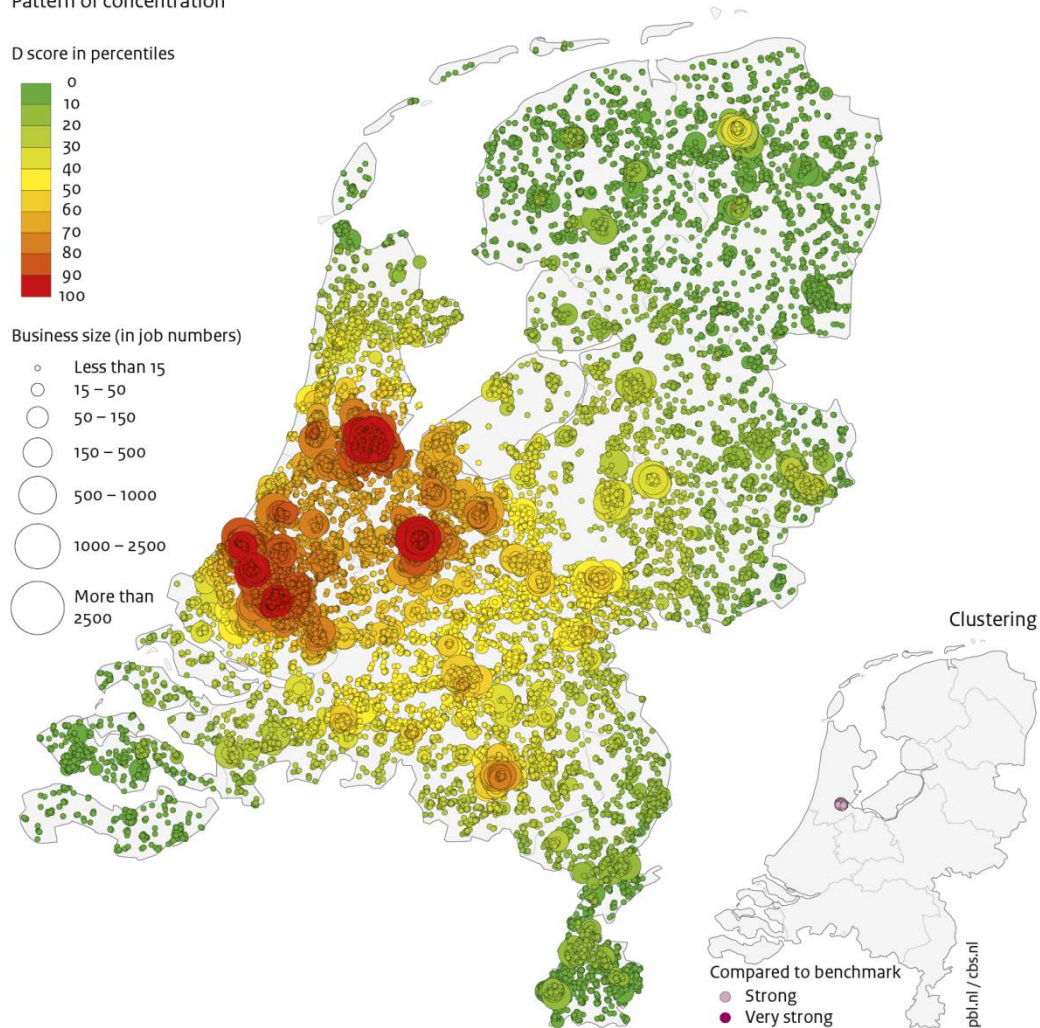 Pattern of concentration
D score in percentiles
0
10
20
30
40
50
60
70
80
90
100
Business size (in job numbers)
Less than 15
15 – 50
50 – 150
150 – 500
500 – 1000
1000 – 2500
More than
2500
Clustering
Compared to benchmark
Strong
Very strong
pbl.nl / cbs.nl